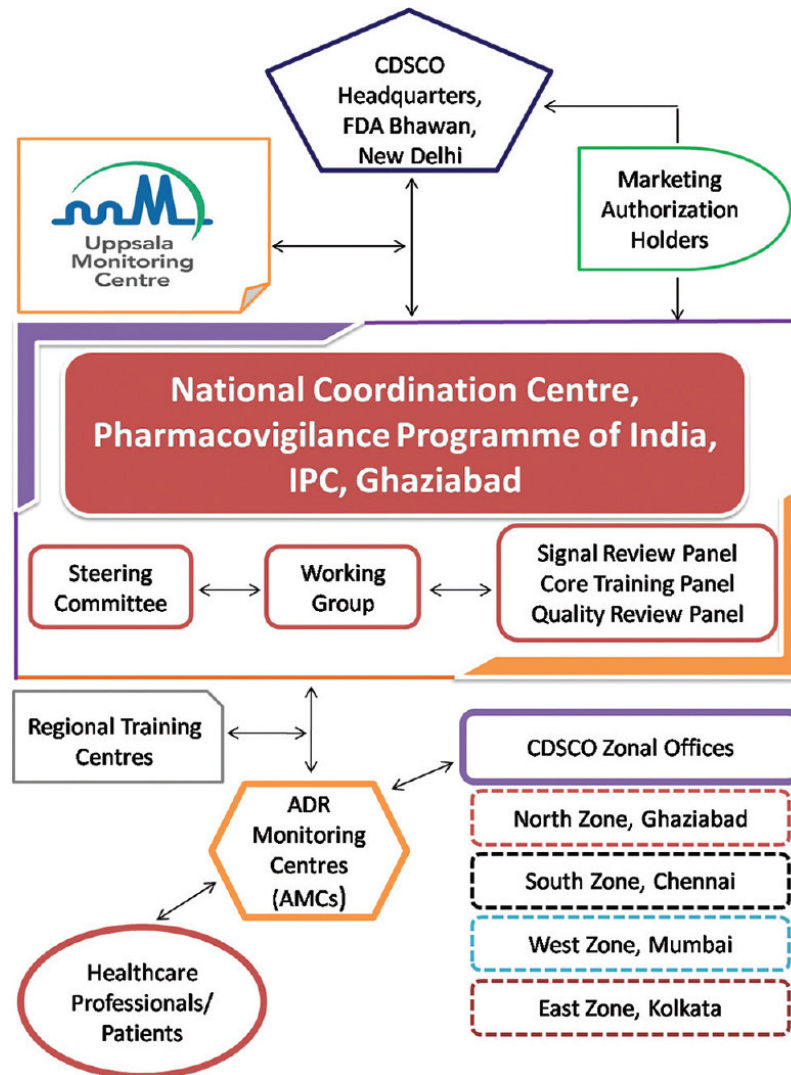 CDSCO
Headquarters,
FDA Bhawan,
New Delhi
Uppsala
Monitoring
Centre
Marketing
Authorization
Holders
National Coordination Centre,
Pharmacovigilance Programme of India,
IPC, Ghaziabad
Steering
Committee
Working
Group
Signal Review Panel
Core Training Panel
Quality Review Panel
Regional Training
Centres
CDSCO Zonal Offices
ADR
Monitoring
Centres
(AMCs)
North Zone, Ghaziabad
South Zone, Chennai
West Zone, Mumbai
East Zone, Kolkata
Healthcare
Professionals/
Patients